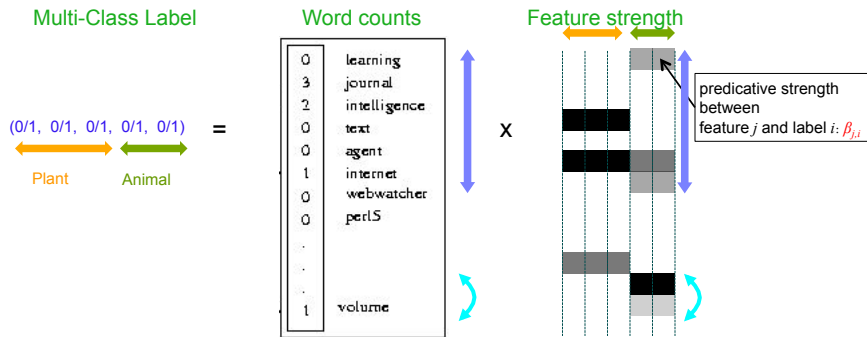 Multi-Class Label
Word counts
Feature strength
(0/1, 0/1, 0/1, 0/1, 0/1)
Plant
Animal
=
0 learning
3 journal
2 intelligence
0 text
0 agent
1 internet
0 webwatcher
0 perl5
.
.
.
1 volume
x
predicative strength
between
feature j and label i: βj,i